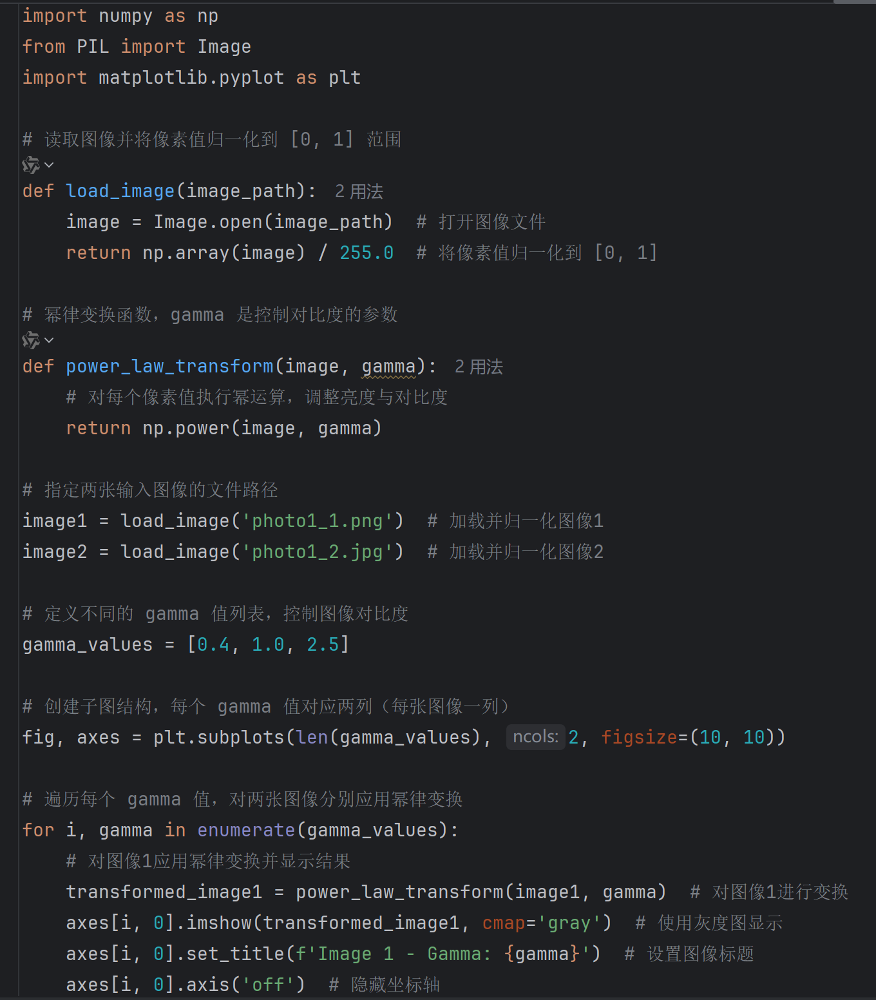 import numpy as np
from PIL import Image
import matplotlib.pyplot as plt
# 读取图像并将像素值归一化到 [0, 1] 范围
def load_image(image_path): 2 用法
image = Image.open(image_path)  # 打开图像文件
return np.array(image) / 255.0  # 将像素值归一化到 [0, 1]
# 幂律变换函数，gamma 是控制对比度的参数
def power_law_transform(image, gamma): 2 用法
# 对每个像素值执行幂运算，调整亮度与对比度
return np.power(image, gamma)
# 指定两张输入图像的文件路径
image1 = load_image('photo1_1.png')  # 加载并归一化图像1
image2 = load_image('photo1_2.jpg')  # 加载并归一化图像2
# 定义不同的 gamma 值列表，控制图像对比度
gamma_values = [0.4, 1.0, 2.5]
# 创建子图结构，每个 gamma 值对应两列（每张图像一列）
fig, axes = plt.subplots(len(gamma_values), ncols: 2, figsize=(10, 10))
# 遍历每个 gamma 值，对两张图像分别应用幂律变换
for i, gamma in enumerate(gamma_values):
# 对图像1应用幂律变换并显示结果
transformed_image1 = power_law_transform(image1, gamma)  # 对图像1进行变换
axes[i, 0].imshow(transformed_image1, cmap='gray')  # 使用灰度图显示
axes[i, 0].set_title(f'Image 1 - Gamma: {gamma}')  # 设置图像标题
axes[i, 0].axis('off')  # 隐藏坐标轴